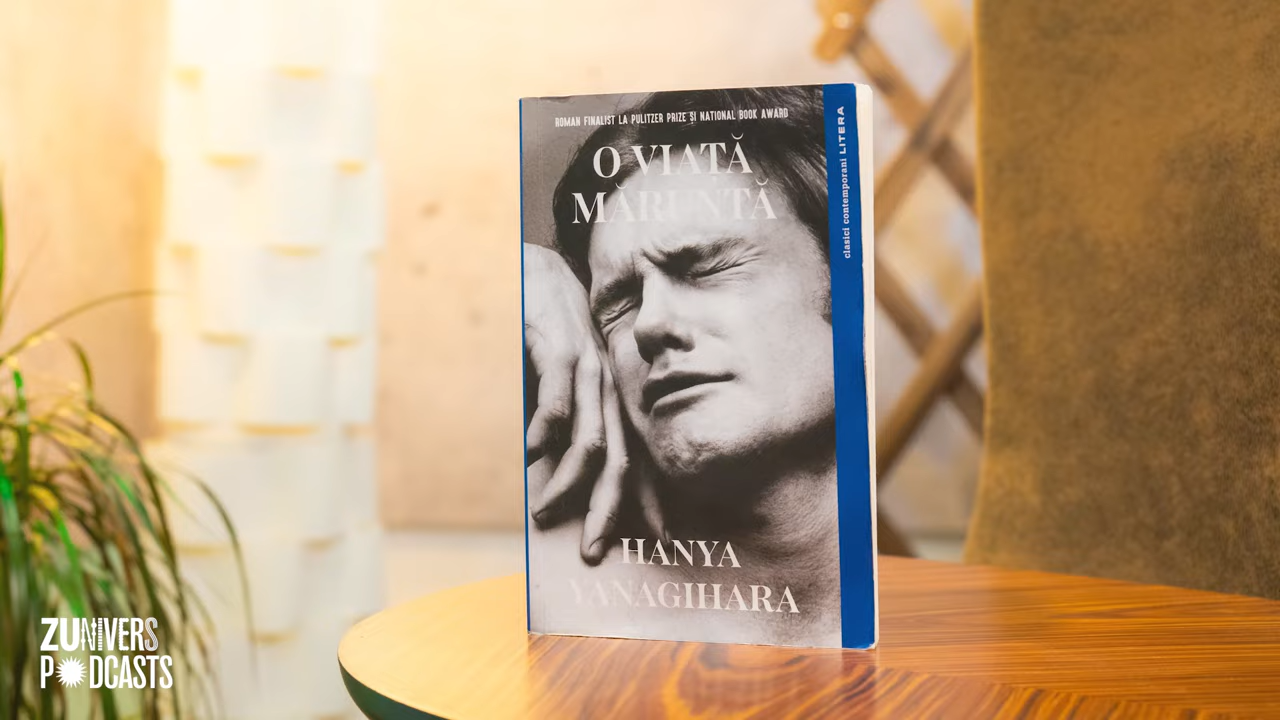 ROMAN FINALIST LA PULITZER PRIZE ȘI NATIONAL BOOK AWARD
O VIAȚĂ
MĂRUNTĂ
HANYA
YANAGIHARA
clasici contemporani LITERA
ZUNIVERS
PODCASTS